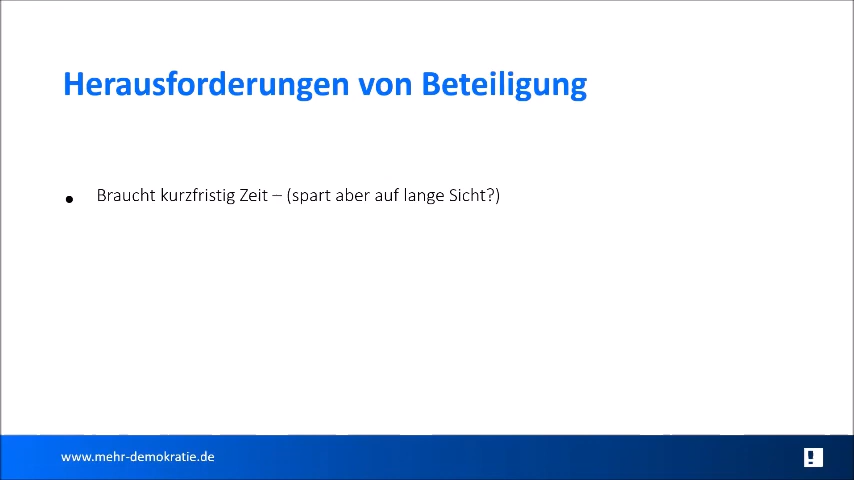 Herausforderungen von Beteiligung
• Braucht kurzfristig Zeit – (spart aber auf lange Sicht?)
www.mehr-demokratie.de